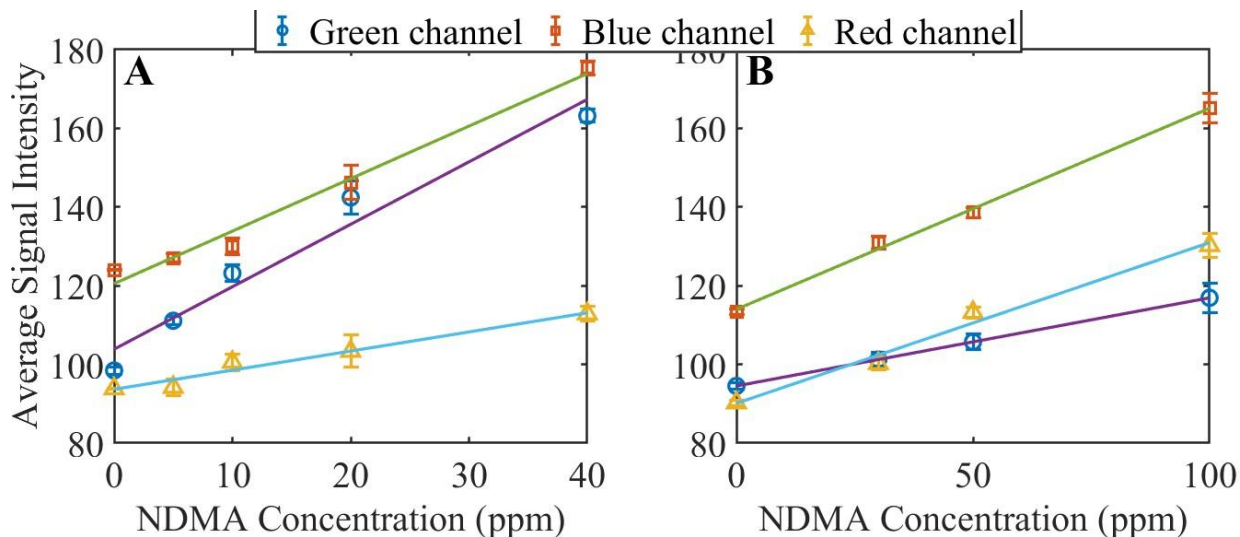 Green channel Blue channel Red channel
A
B
Average Signal Intensity
180
160
140
120
100
80
0 10 20 30 40
NDMA Concentration (ppm)
180
160
140
120
100
80
0 50 100
NDMA Concentration (ppm)